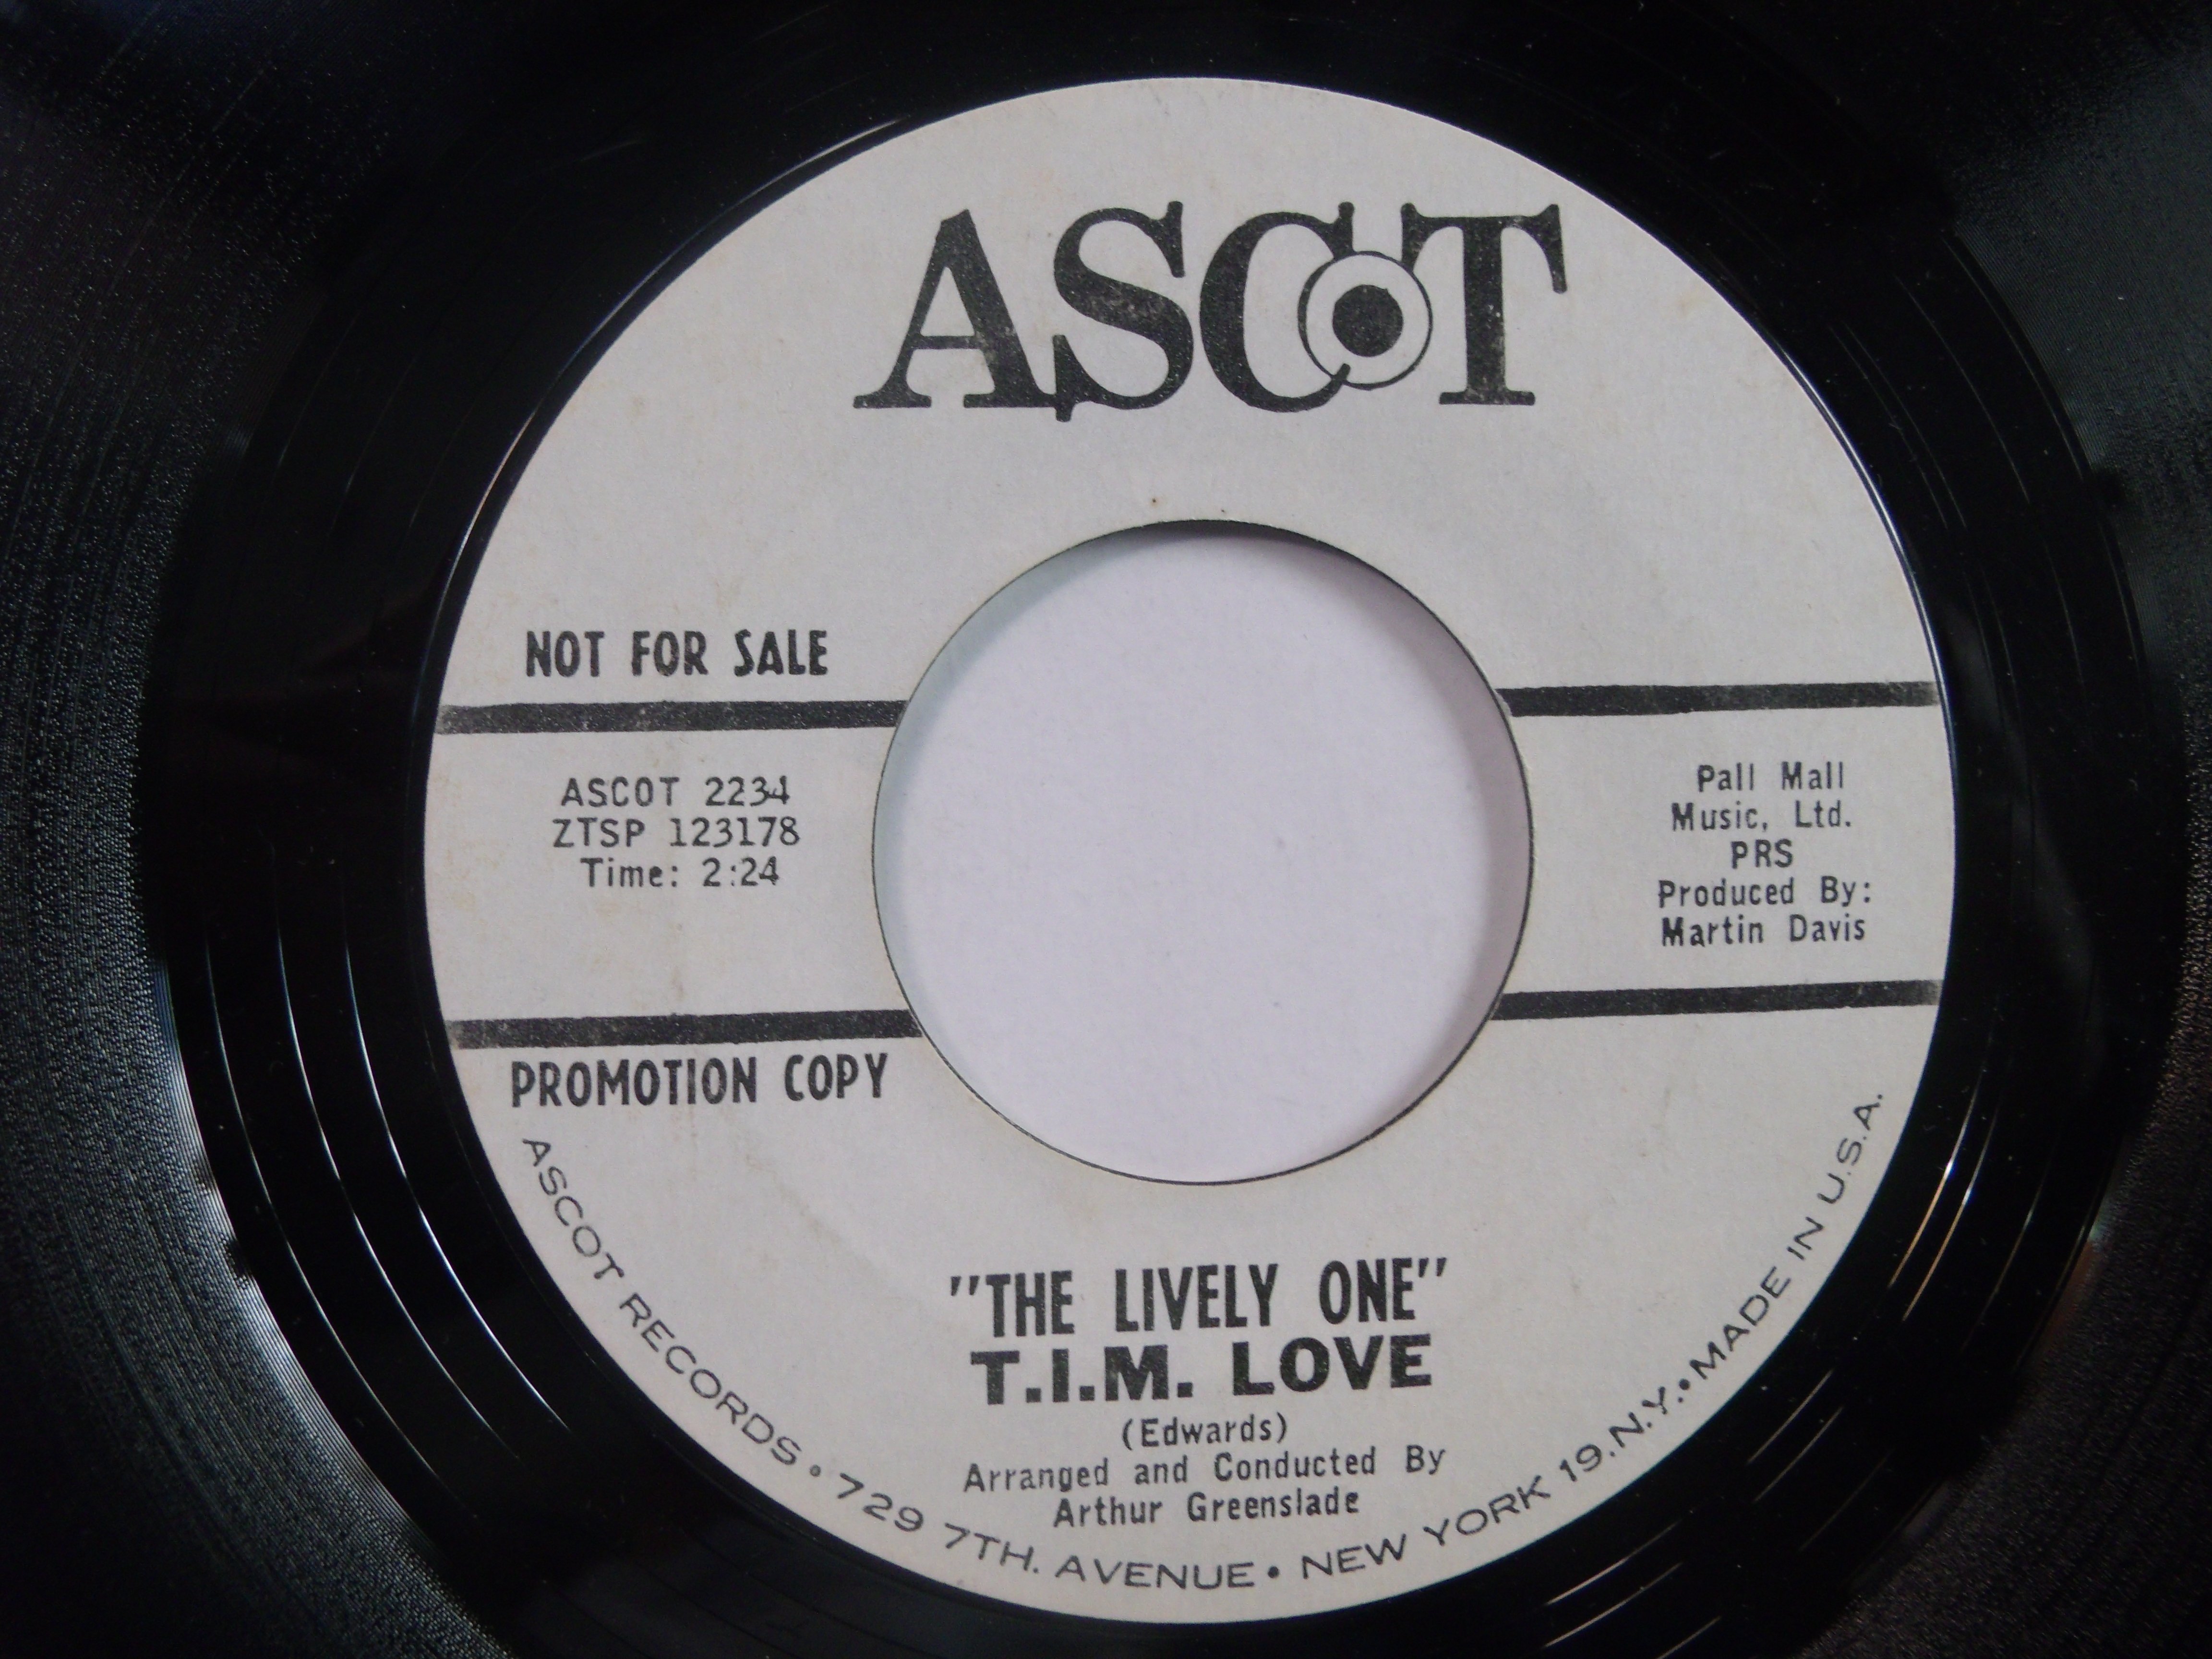 ASCOT
NOT FOR SALE
ASCOT 2234
ZTSP 123178
Time: 2:24
Pall Mall
Music, Ltd.
PRS
Produced By:
Martin Davis
PROMOTION COPY
"THE LIVELY ONE"
T.I.M. LOVE
(Edwards)
Arranged and Conducted By
Arthur Greenslade
ASCOT RECORDS • 729 7TH. AVENUE • NEW YORK 19. N.Y. • MADE IN U.S.A.